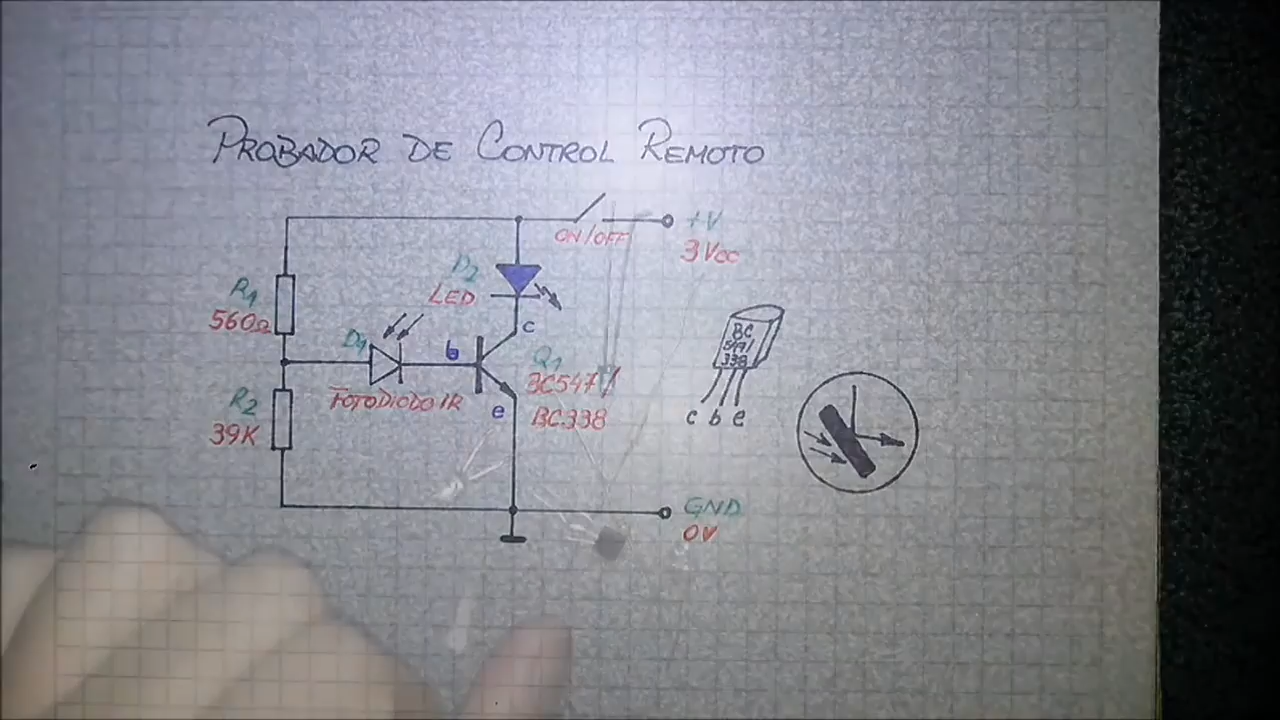 PROBADOR DE CONTROL REMOTO
ON/OFF
+V
3Vcc
D2
LED
R1
560Ω
c
D1
b
Q1
BC547/
BC338
FOTODIODO IR
e
R2
39K
BC
547/
338
c b e
GND
0V